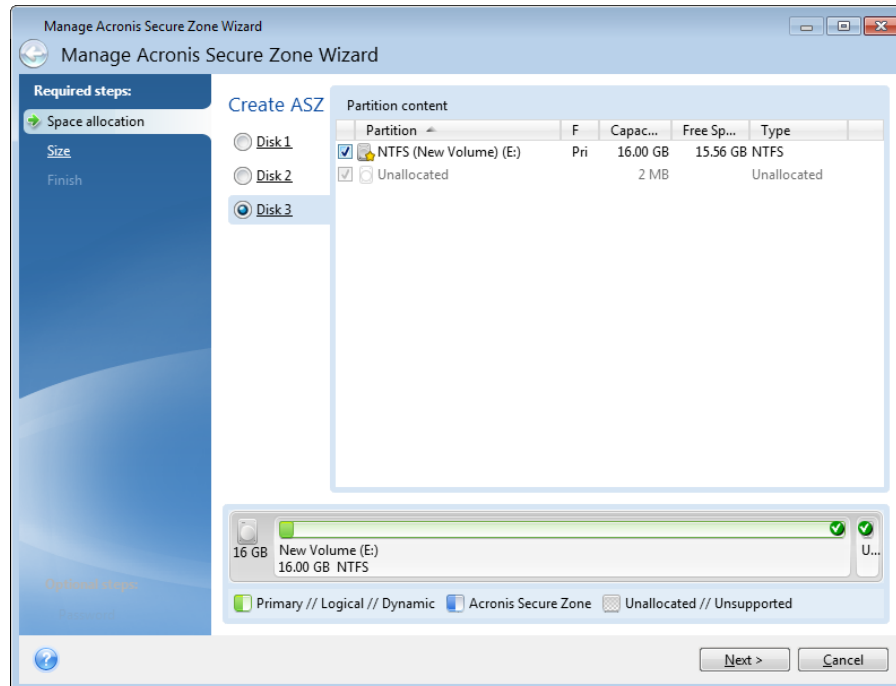 Manage Acronis Secure Zone Wizard
Manage Acronis Secure Zone Wizard
Required steps:
Space allocation
Size
Finish
Create ASZ
Disk 1
Disk 2
Disk 3
Partition content
Partition F Capac... Free Sp... Type
NTFS (New Volume) (E:) Pri 16.00 GB 15.56 GB NTFS
Unallocated 2 MB Unallocated
16 GB
New Volume (E:)
16.00 GB NTFS
U...
Primary // Logical // Dynamic Acronis Secure Zone Unallocated // Unsupported
Optional steps:
Next >
Cancel